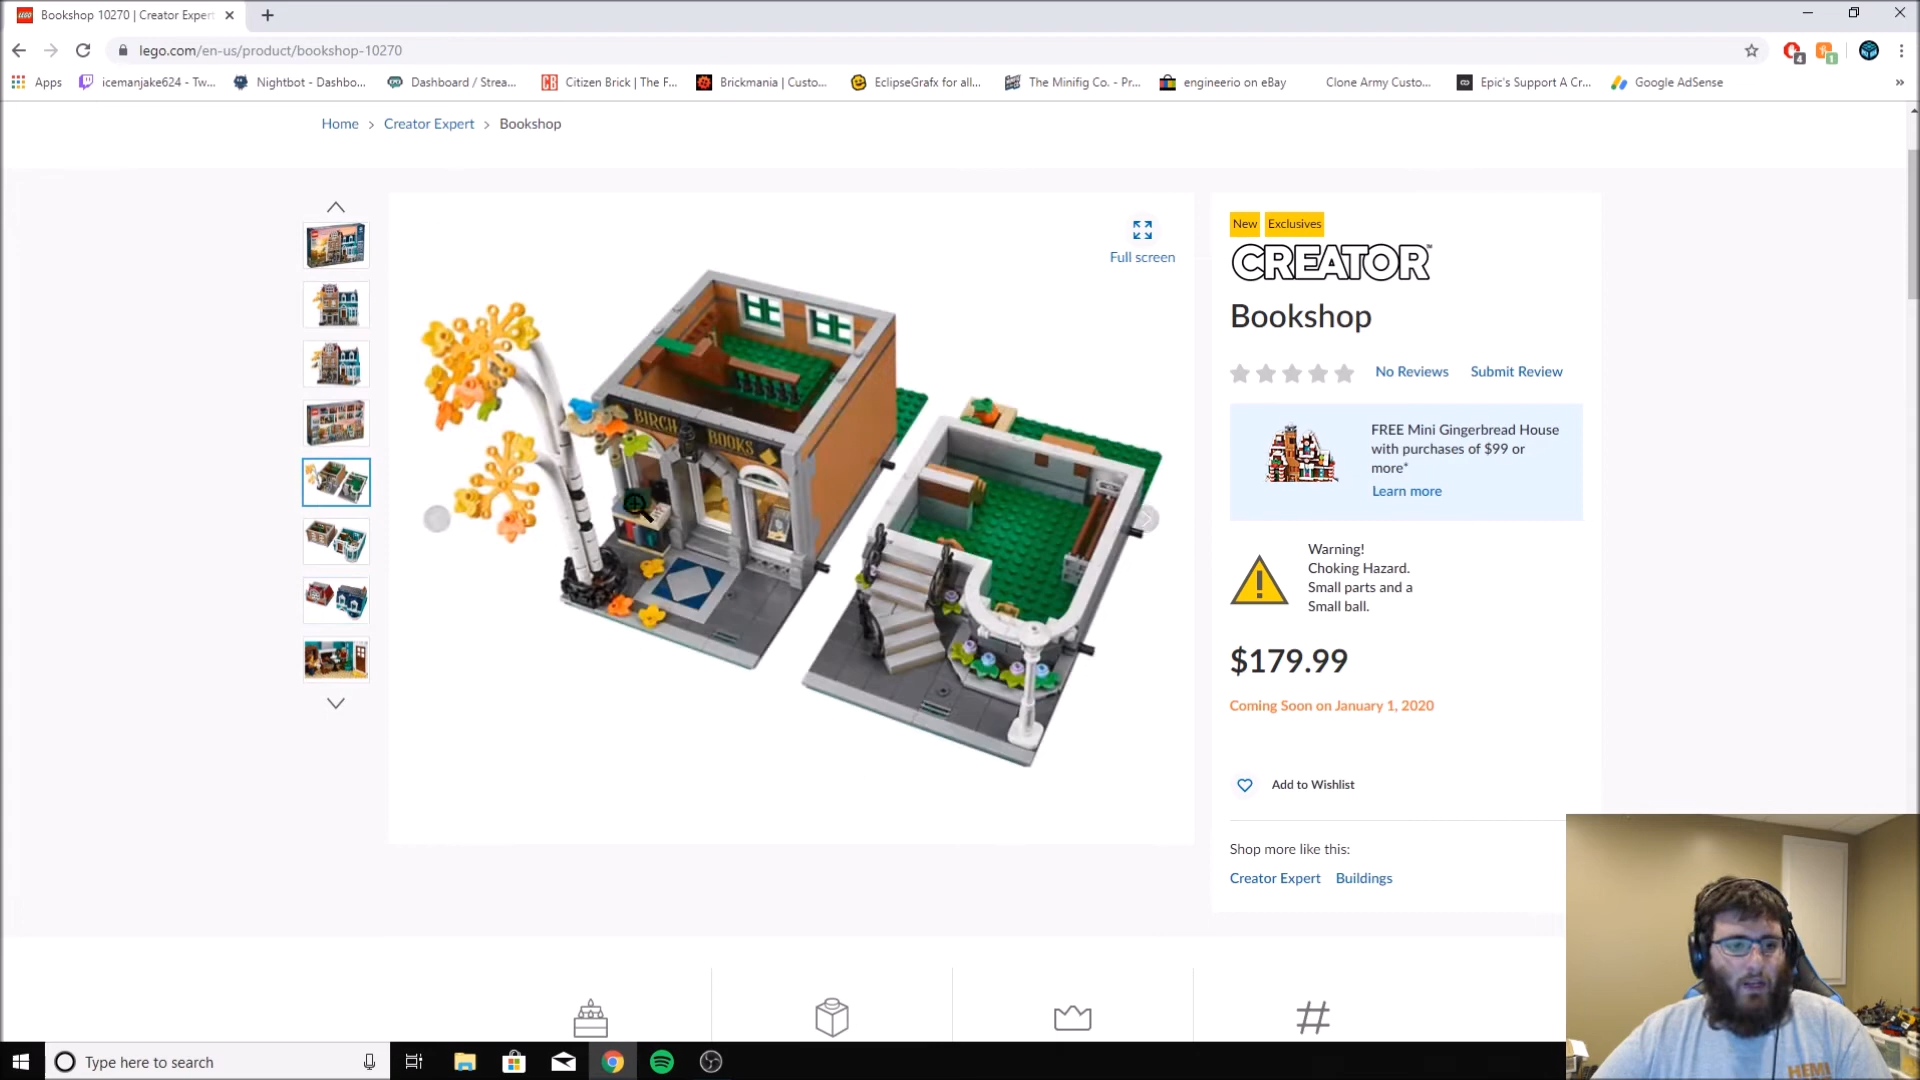 Bookshop 10270 | Creator Exper
lego.com/en-us/product/bookshop-10270
4
1
Apps
icemanjake624 - Tw...
Nightbot - Dashbo...
Dashboard / Strea...
Citizen Brick | The F...
Brickmania | Custo...
EclipseGrafx for all...
The Minifig Co. - Pr...
engineerio on eBay
Clone Army Custo...
Epic's Support A Cr...
Google AdSense
»
Home > Creator Expert > Bookshop
Full screen
BIRCH BOOKS
New
Exclusives
CREATOR™
Bookshop
No Reviews
Submit Review
FREE Mini Gingerbread House
with purchases of $99 or
more*
Learn more
Warning!
Choking Hazard.
Small parts and a
Small ball.
$179.99
Coming Soon on January 1, 2020
Add to Wishlist
Shop more like this:
Creator Expert
Buildings
#
HEMI
Type here to search